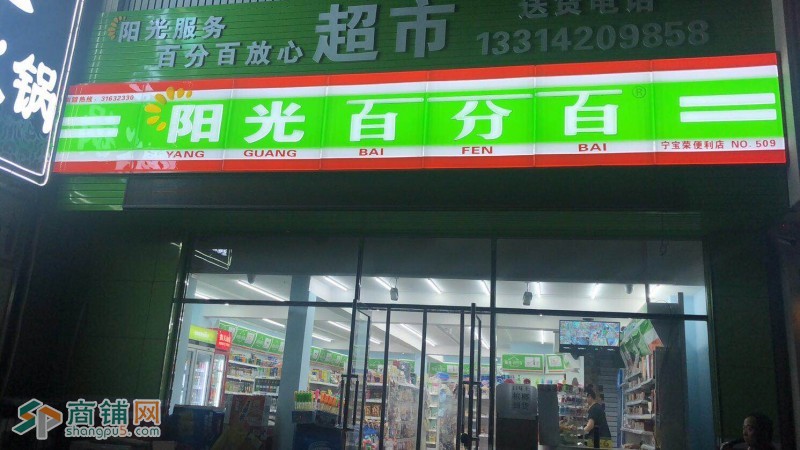 阳光服务
百分百放心
超市
送货电话
13314209858
锅
31632339
阳光百分百
®
YANG GUANG BAI FEN BAI
宁宝荣便利店 NO. 509
商铺网
shangpu5.com